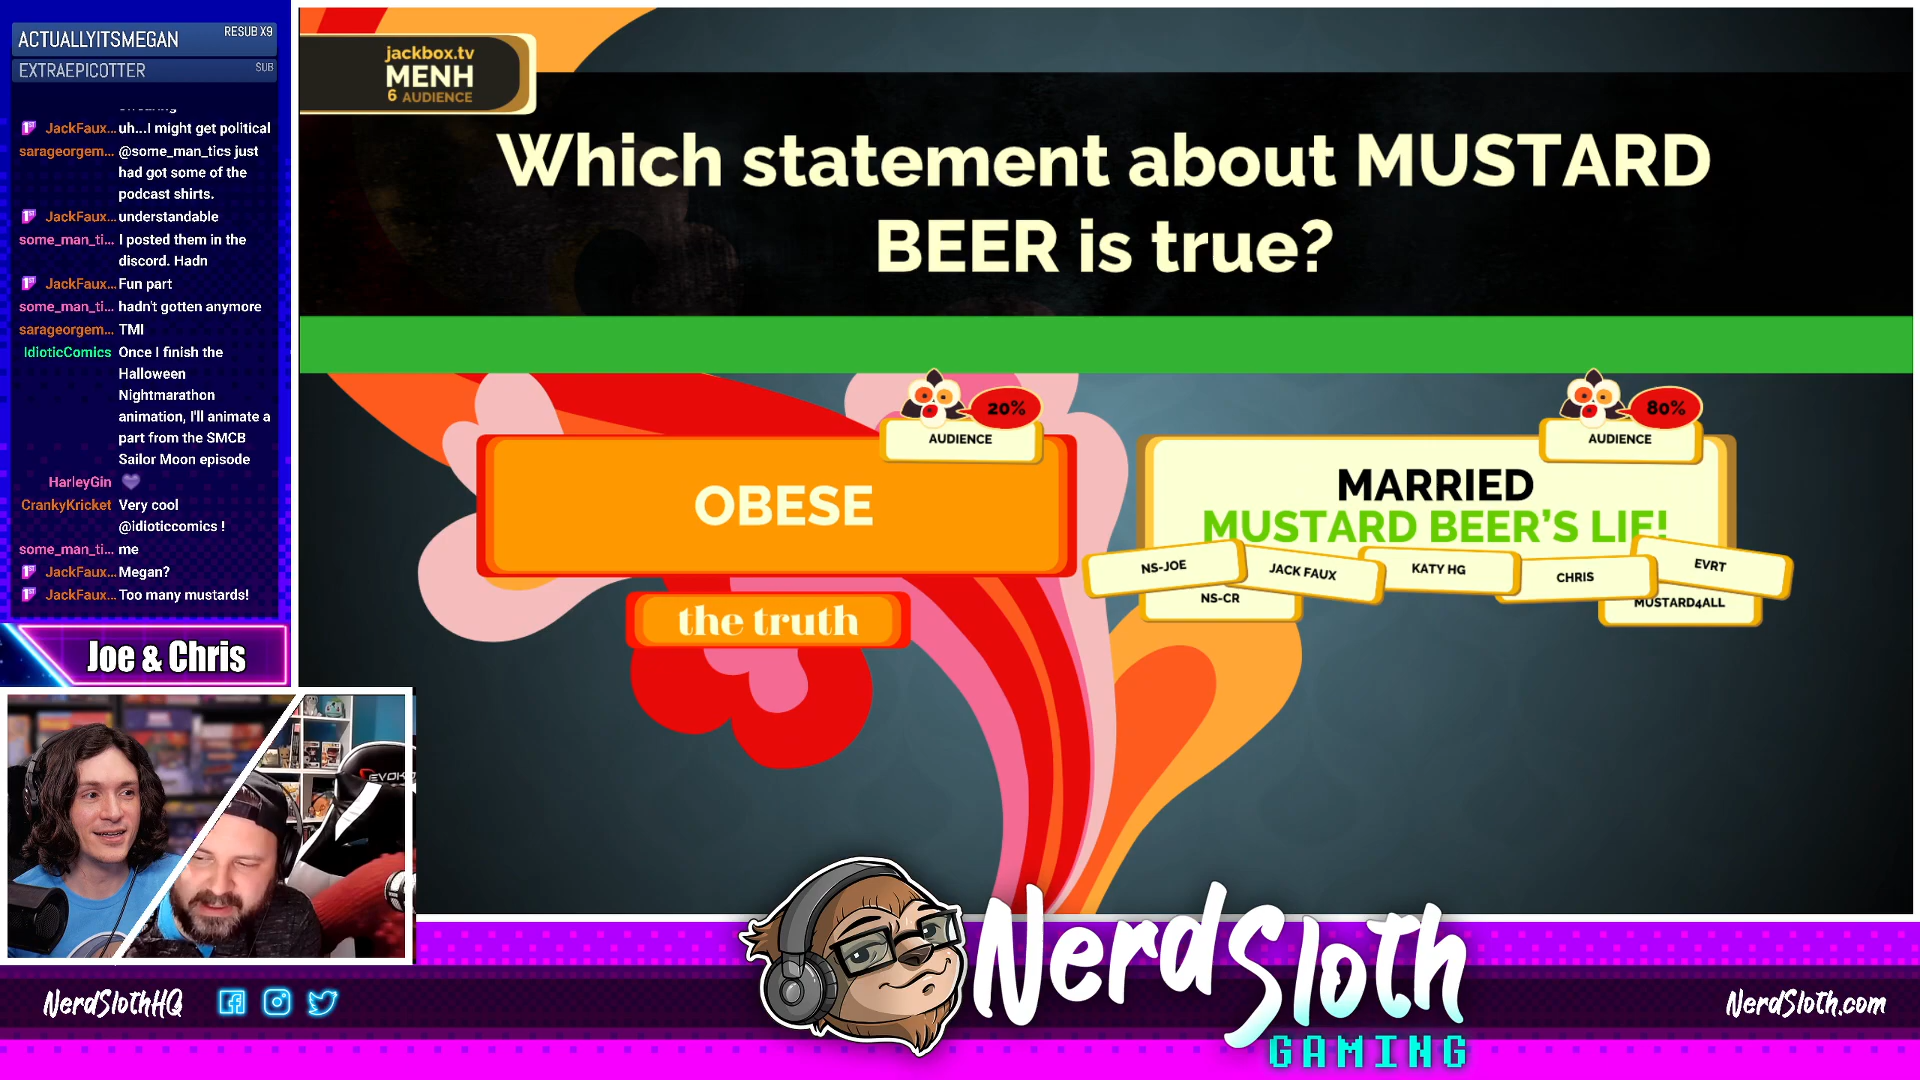 ACTUALLYITSMEGAN RESUB X9
EXTRAEPICOTTER SUB
JackFaux... uh...I might get political
sarageorgem... @some_man_tics just
had got some of the
podcast shirts.
JackFaux... understandable
some_man_ti... I posted them in the
discord. Hadn
JackFaux... Fun part
some_man_ti... hadn't gotten anymore
sarageorgem... TMI
IdioticComics Once I finish the
Halloween
Nightmarathon
animation, I'll animate a
part from the SMCB
Sailor Moon episode
HarleyGin
CrankyKricket Very cool
@idioticcomics !
some_man_ti... me
JackFaux... Megan?
JackFaux... Too many mustards!
Joe & Chris
jackbox.tv
MENH
6 AUDIENCE
Which statement about MUSTARD
BEER is true?
20%
AUDIENCE
OBESE
the truth
80%
AUDIENCE
MARRIED
MUSTARD BEER'S LIE!
NS-JOE
JACK FAUX
KATY HG
CHRIS
EVRT
NS-CR
MUSTARD4ALL
EVOK
NerdSloth
GAMING
NerdSlothHQ
NerdSloth.com